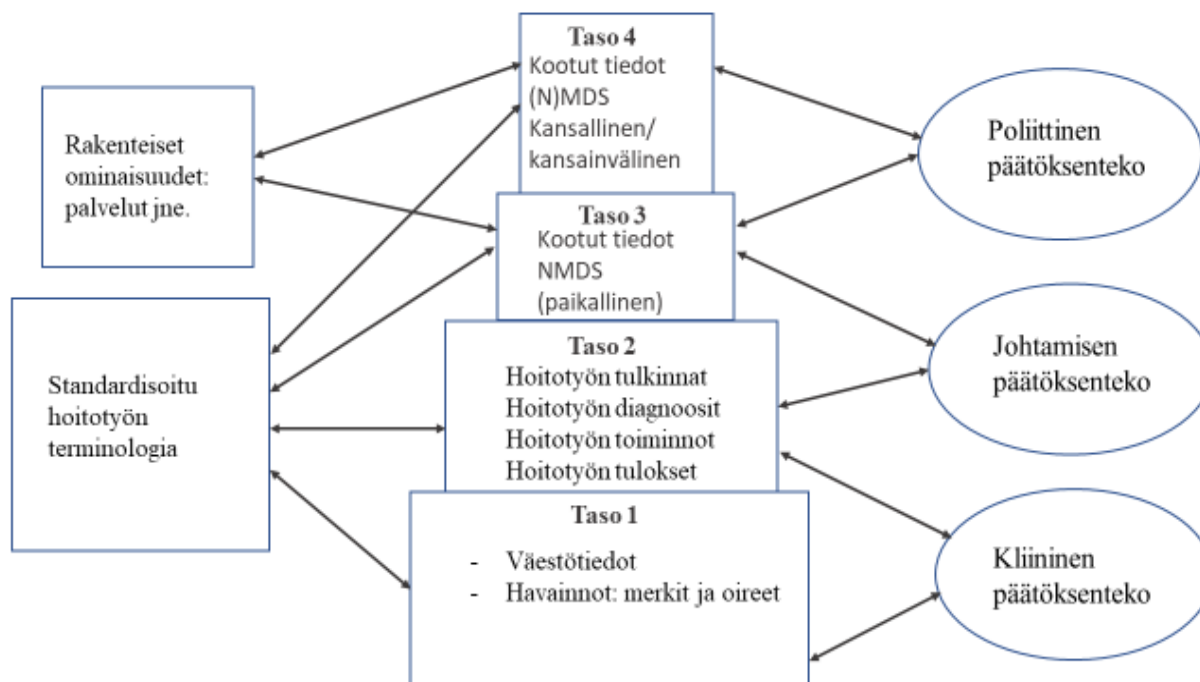 Rakenteiset
ominaisuudet:
palvelut jne.
Standardisoitu
hoitotyön
terminologia
Taso 4
Kootut tiedot
(N)MDS
Kansallinen/
kansainvälinen
Taso 3
Kootut tiedot
NMDS
(paikallinen)
Taso 2
Hoitotyön tulkinnat
Hoitotyön diagnoosit
Hoitotyön toiminnot
Hoitotyön tulokset
Taso 1
- Väestötiedot
- Havainnot: merkit ja oireet
Poliittinen
päätöksenteko
Johtamisen
päätöksenteko
Kliininen
päätöksenteko